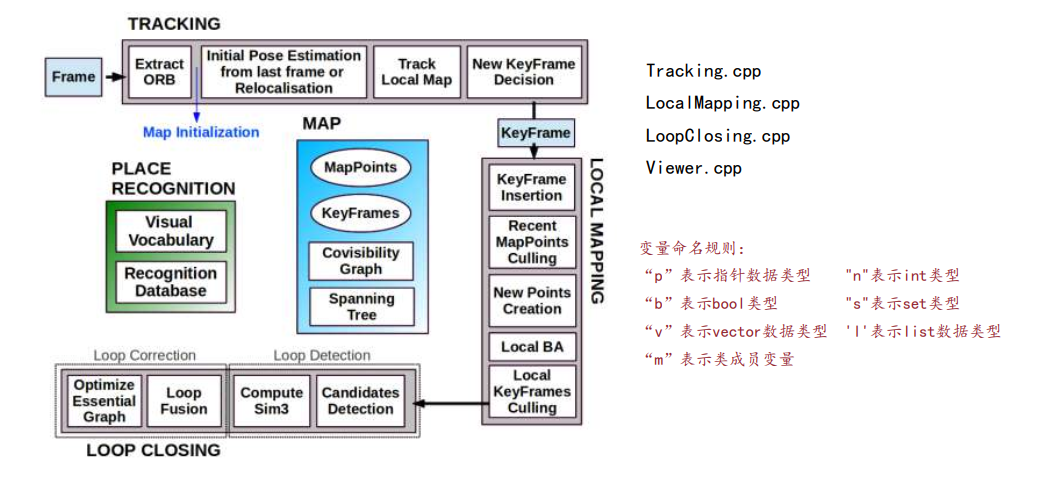 TRACKING
Frame
Extract
ORB
Initial Pose Estimation
from last frame or
Relocalisation
Track
Local Map
New KeyFrame
Decision
Map Initialization
MAP
KeyFrame
MapPoints
KeyFrames
Covisibility
Graph
Spanning
Tree
PLACE
RECOGNITION
Visual
Vocabulary
Recognition
Database
LOCAL MAPPING
KeyFrame
Insertion
Recent
MapPoints
Culling
New Points
Creation
Local BA
Local
KeyFrames
Culling
Loop Correction
Loop Detection
Optimize
Essential
Graph
Loop
Fusion
Compute
Sim3
Candidates
Detection
LOOP CLOSING
Tracking.cpp
LocalMapping.cpp
LoopClosing.cpp
Viewer.cpp
变量命名规则：
“p”表示指针数据类型 "n"表示int类型
“b”表示bool类型 "s"表示set类型
“v”表示vector数据类型 'l'表示list数据类型
“m”表示类成员变量